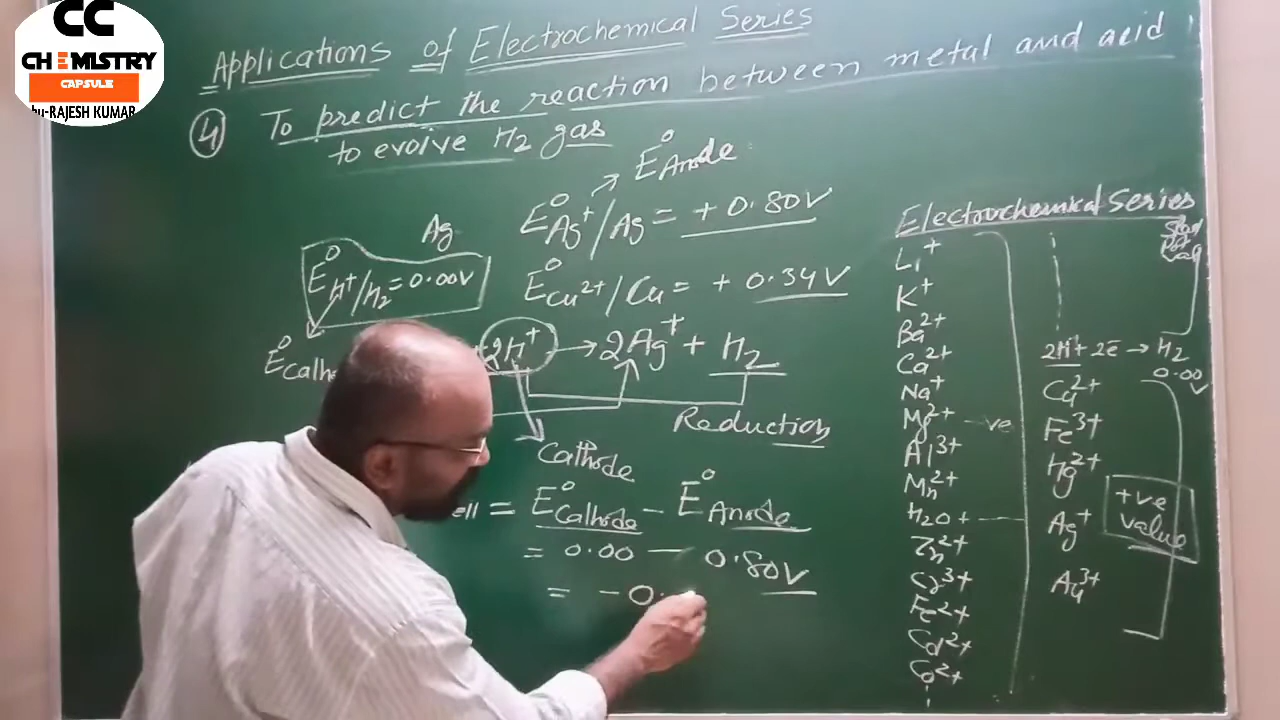 CC
CHEMISTRY
CAPSULE
by-RAJESH KUMAR
Applications of Electrochemical Series
④ To predict the reaction between metal and acid
to evolve H₂ gas
E°Anode
E°Ag⁺/Ag = + 0.80V
Ag
E°H⁺/H₂ = 0.00V
E°Cu²⁺/Cu = + 0.34V
E°Cath
2H⁺ → 2Ag⁺ + H₂
Reduction
Cathode
ell = E°Cathode - E°Anode
= 0.00 — 0.80V
= - 0.
Electrochemical Series
Li⁺
K⁺
Ba²⁺
Ca²⁺
Na⁺
Mg²⁺ -ve
Al³⁺
Mn²⁺
H₂O +
Zn²⁺
Cr³⁺
Fe²⁺
Cd²⁺
Co²⁺
2H⁺ + 2e⁻ → H₂
0.00V
Cu²⁺
Fe³⁺
Hg²⁺
Ag⁺
Au³⁺
+ve
value